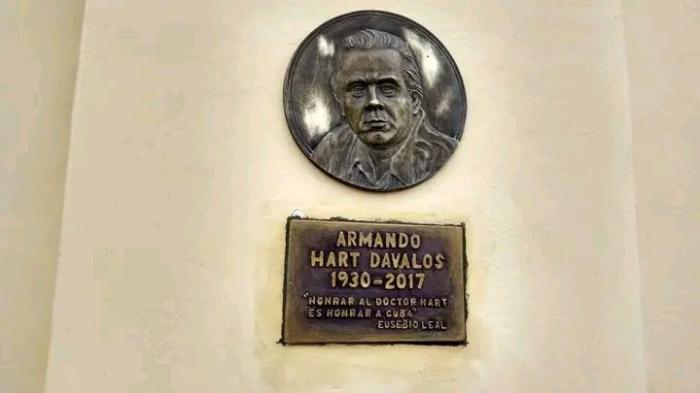 ARMANDO
HART DAVALOS
1930-2017
"HONRAR AL DOCTOR HART
ES HONRAR A CUBA"
EUSEBIO LEAL